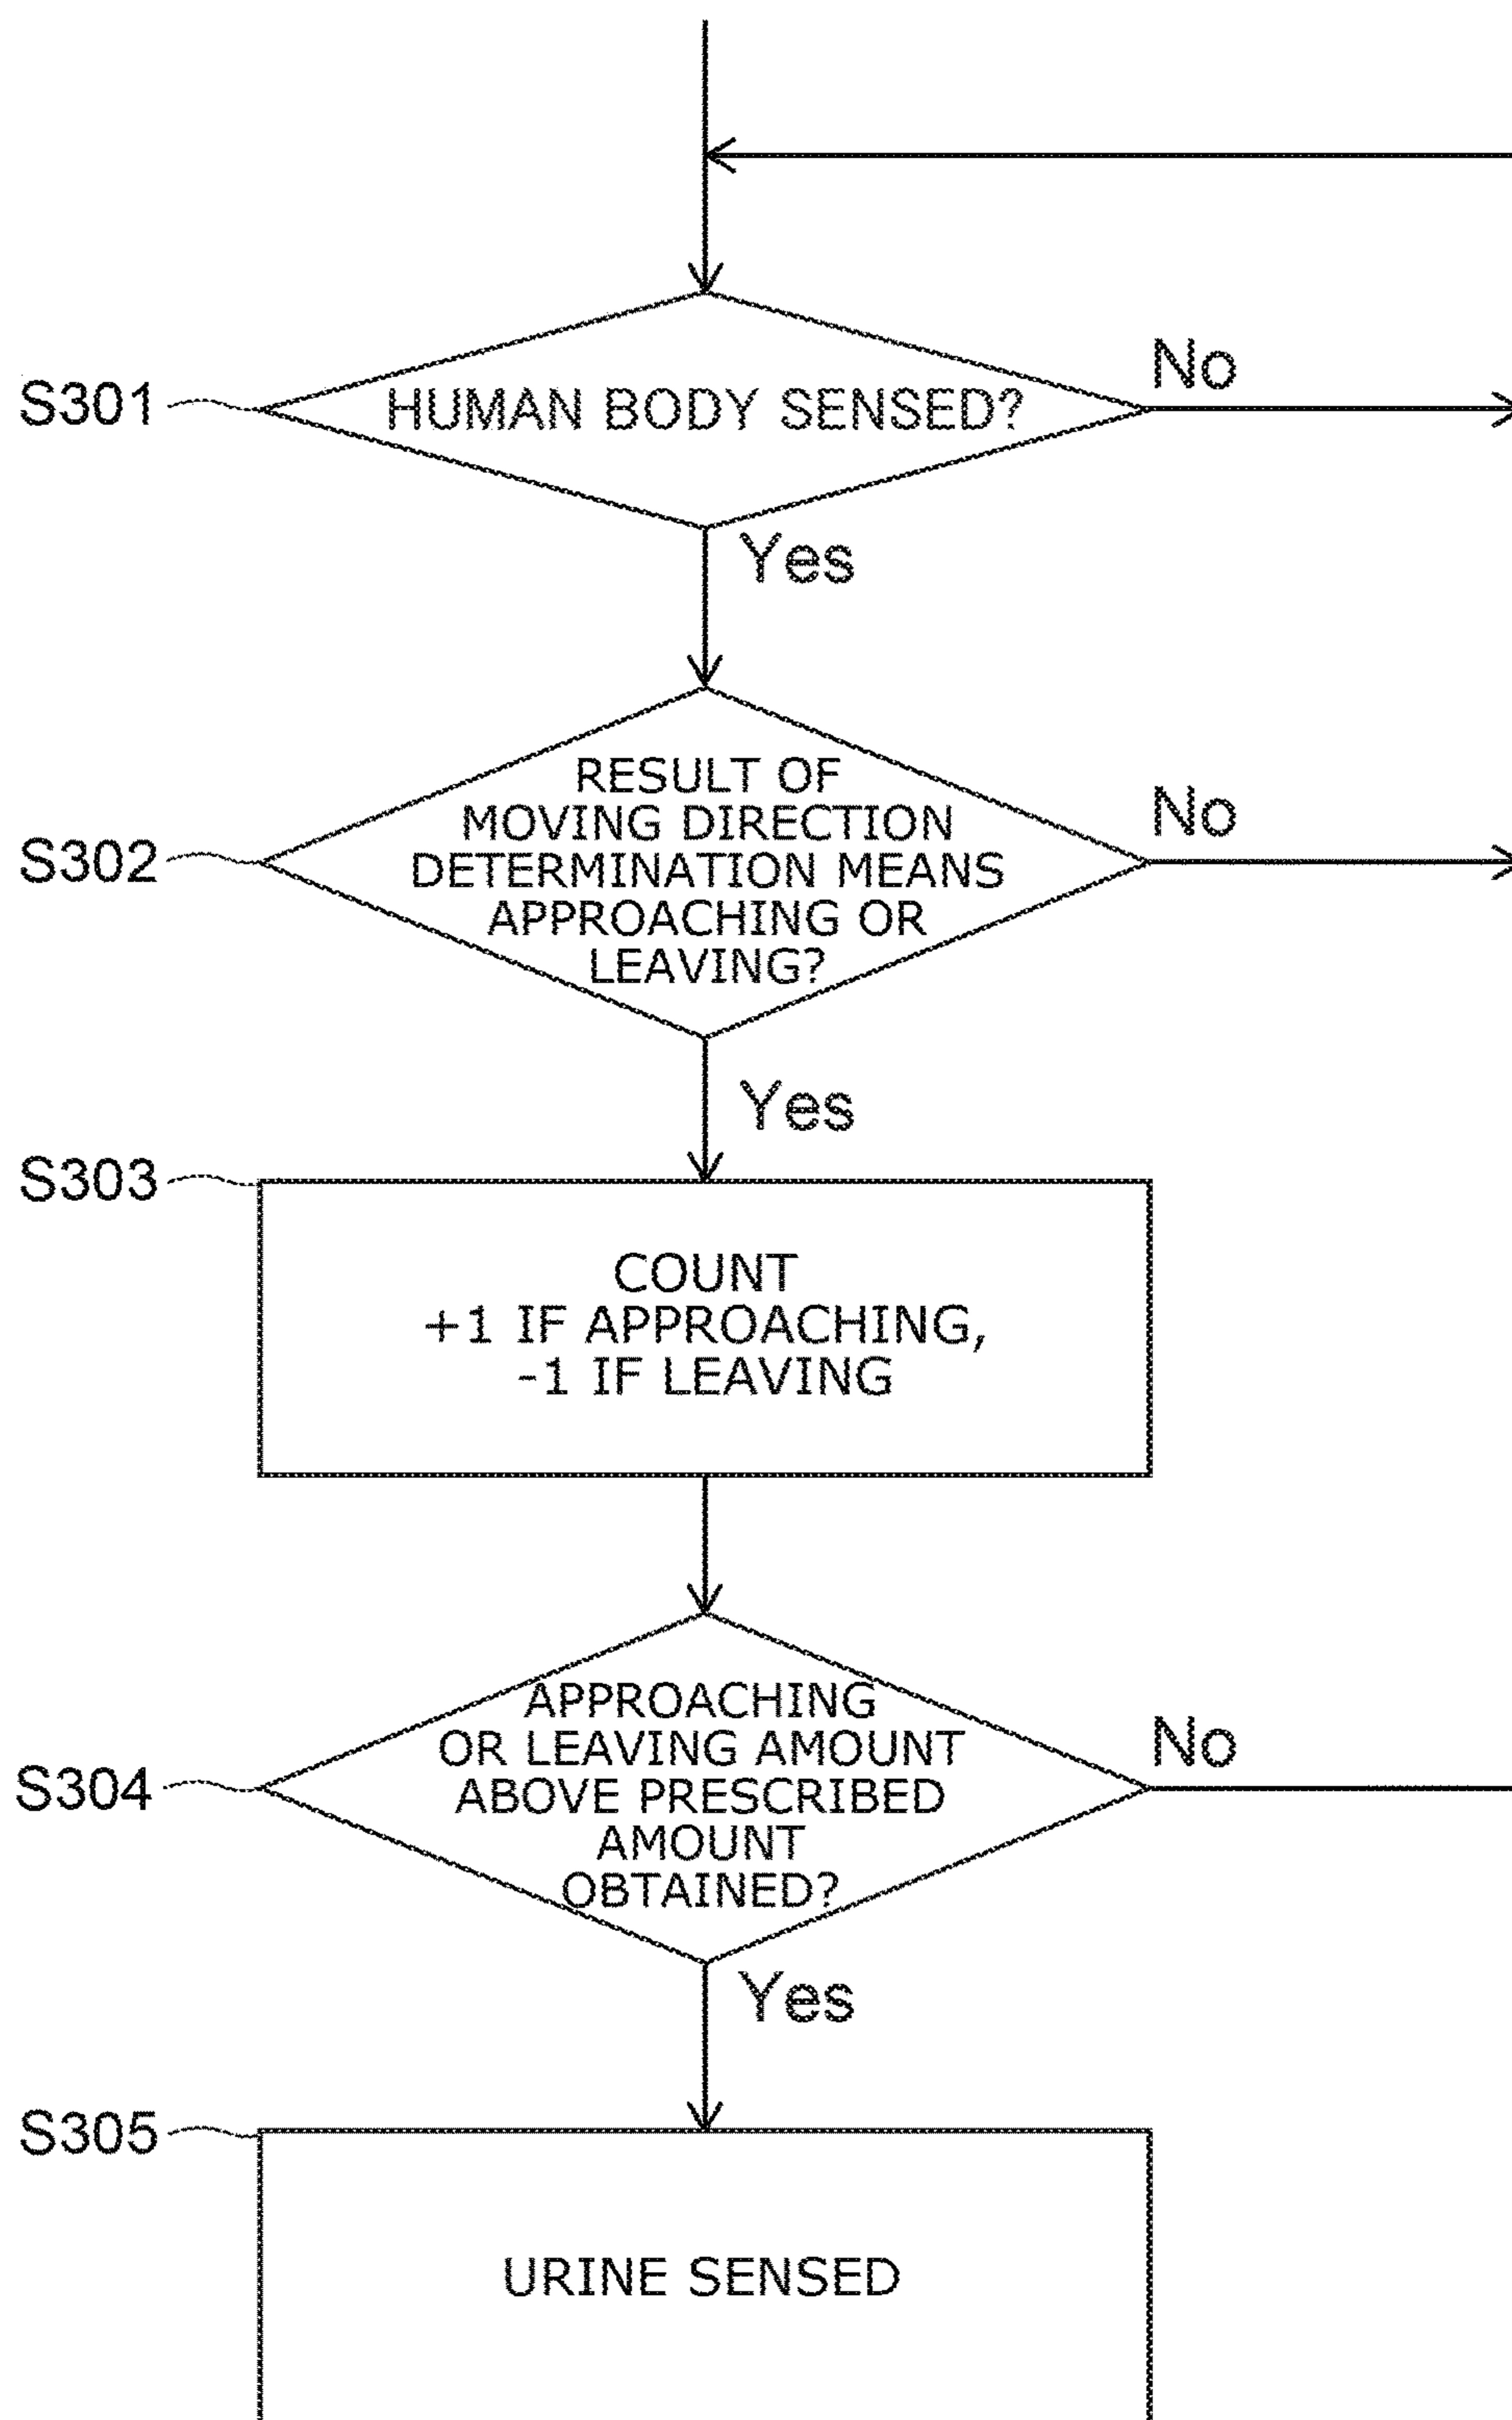 No
S301
HUMAN BODY SENSED?
Yes
RESULT OF
MOVING DIRECTION
DETERMINATION MEANS
APPROACHING OR
LEAVING?
No
S302
Yes
S303
COUNT
+1 IF APPROACHING,
-1 IF LEAVING
APPROACHING
OR LEAVING AMOUNT
ABOVE PRESCRIBED
AMOUNT
OBTAINED?
No
S304
Yes
S305
URINE SENSED